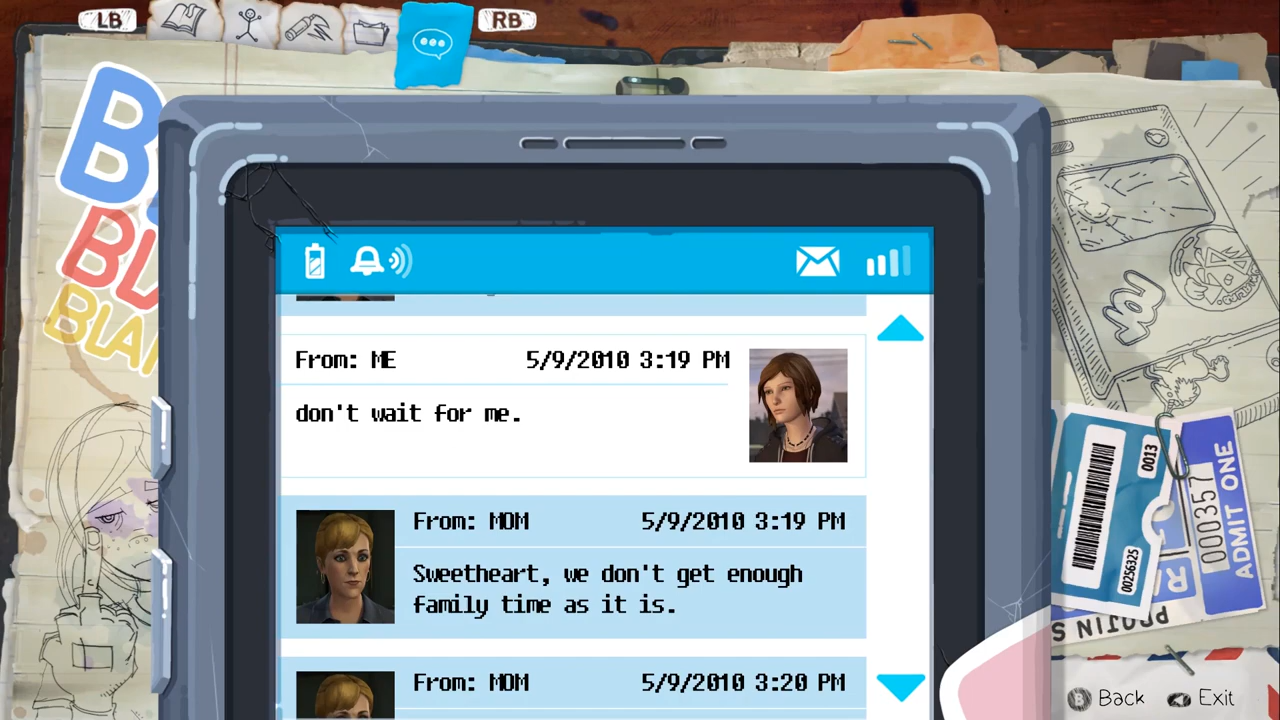 LB
RB
From: ME
5/9/2010 3:19 PM
don't wait for me.
From: MOM
5/9/2010 3:19 PM
Sweetheart, we don't get enough
family time as it is.
From: MOM
5/9/2010 3:20 PM
0013
00256325
000357
ADMIT ONE
B Back
Exit